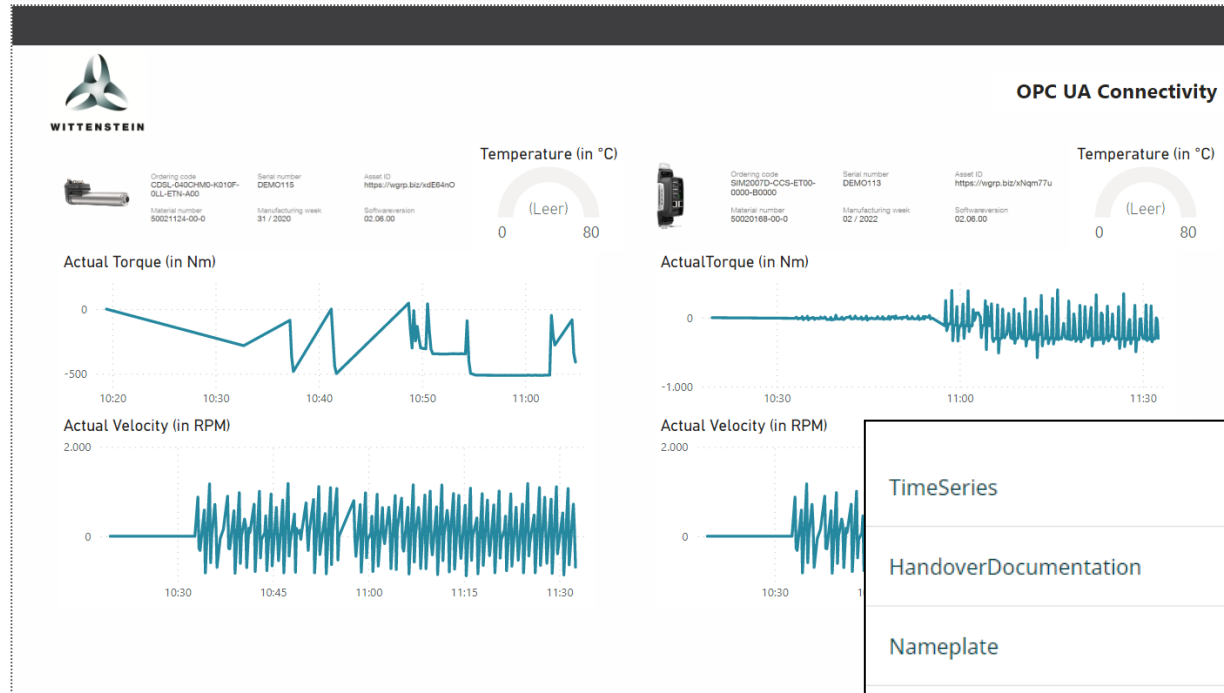 OPC UA Connectivity
WITTENSTEIN
Temperature (in °C)
Ordering code
CDSL-040CHM0-K010F-
0LL-ETN-A00
Serial number
DEMO115
Asset ID
https://wgrp.biz/xdE64nO
Material number
50021124-00-0
Manufacturing week
31 / 2020
Softwareversion
02.06.00
(Leer)
0 80
Temperature (in °C)
Ordering code
SIM2007D-CCS-ET00-
0000-B0000
Serial number
DEMO113
Asset ID
https://wgrp.biz/xNqm77u
Material number
50020168-00-0
Manufacturing week
02 / 2022
Softwareversion
02.06.00
(Leer)
0 80
Actual Torque (in Nm)
0
-500
10:20 10:30 10:40 10:50 11:00
ActualTorque (in Nm)
0
-1.000
10:30 11:00 11:30
Actual Velocity (in RPM)
2.000
0
10:30 10:45 11:00 11:15 11:30
Actual Velocity (in RPM)
2.000
0
10:30 1
TimeSeries
HandoverDocumentation
Nameplate